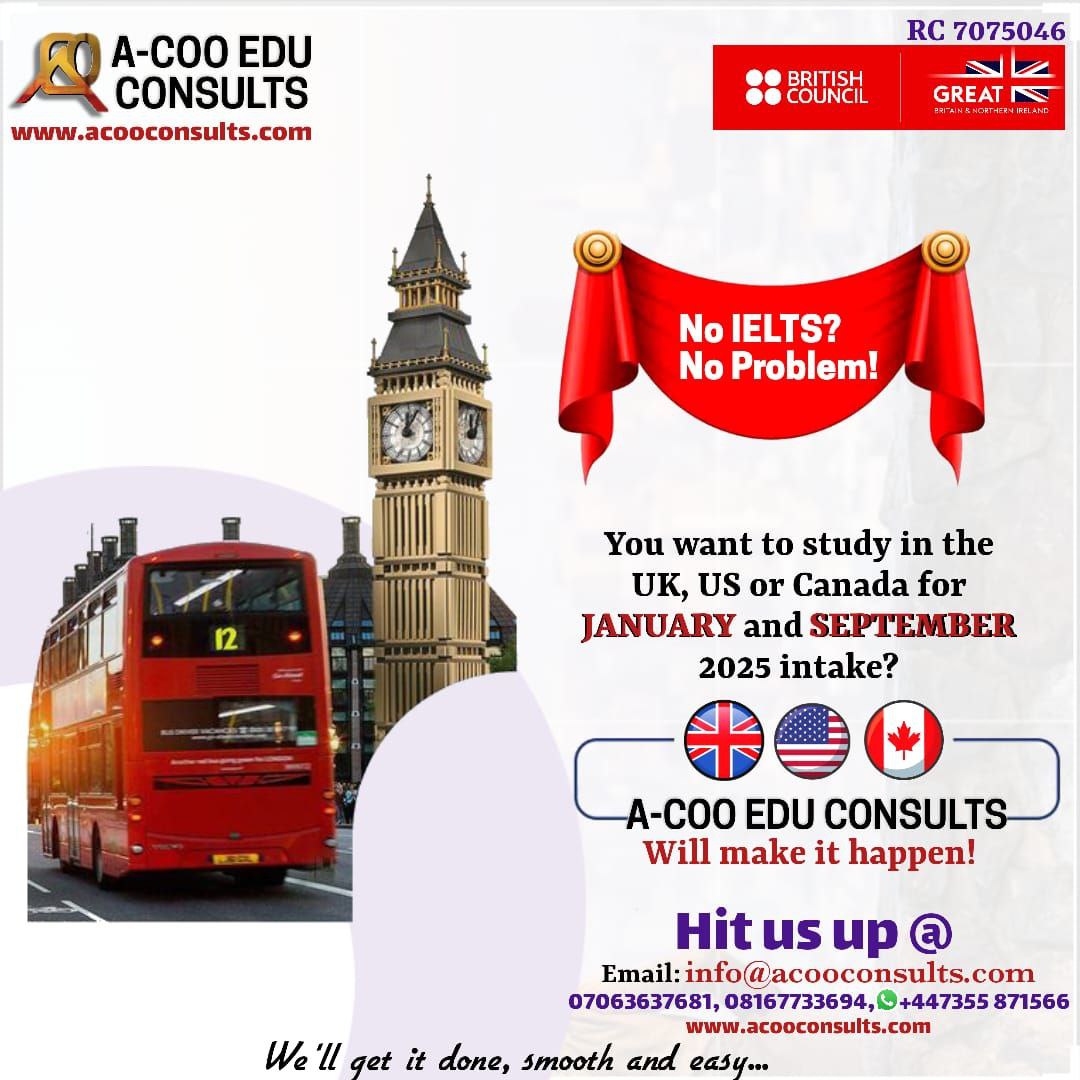 A-COO EDU
CONSULTS
www.acooconsults.com
RC 7075046
BRITISH
COUNCIL
GREAT
BRITAIN & NORTHERN IRELAND
No IELTS?
No Problem!
12
You want to study in the
UK, US or Canada for
JANUARY and SEPTEMBER
2025 intake?
A-COO EDU CONSULTS
Will make it happen!
Hit us up @
Email: info@acooconsults.com
07063637681, 08167733694, +447355 871566
www.acooconsults.com
We'll get it done, smooth and easy...